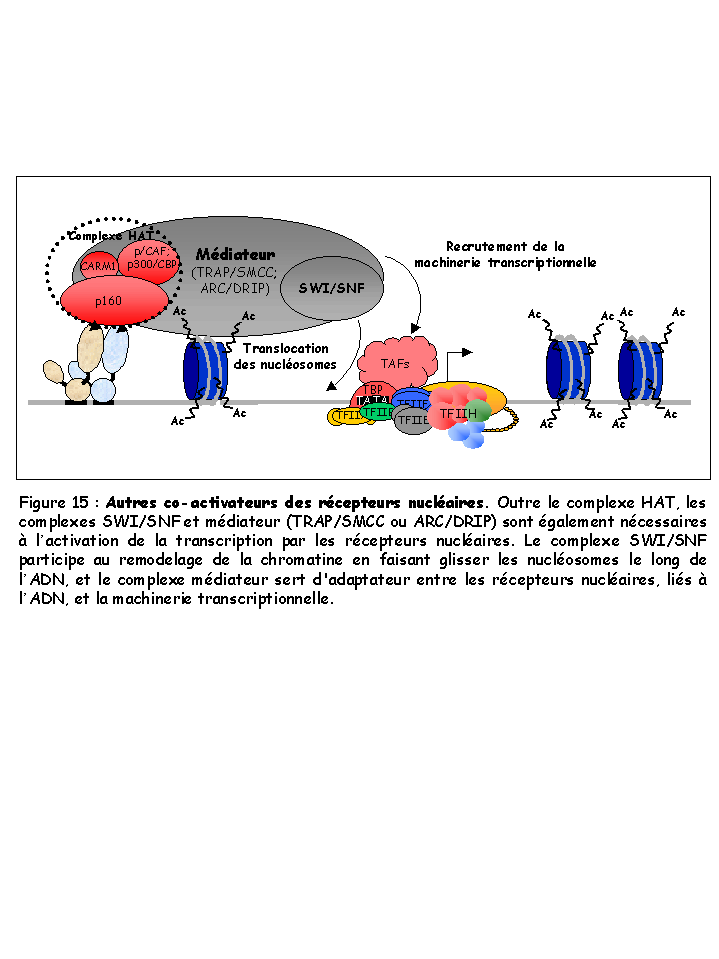 Complexe HAT
p/CAF;
p300/CBP
CARM1
p160
Médiateur
(TRAP/SMCC;
ARC/DRIP)
SWI/SNF
Recrutement de la
machinerie transcriptionnelle
Translocation
des nucléosomes
Ac
Ac
Ac
Ac
TAFs
TBP
TATA
TFIIF
TFIIE
TFIIH
Ac
Ac
Ac
Ac
Ac
Ac
Ac
Ac
Figure 15 : Autres co-activateurs des récepteurs nucléaires. Outre le complexe HAT, les
complexes SWI/SNF et médiateur (TRAP/SMCC ou ARC/DRIP) sont également nécessaires
à l'activation de la transcription par les récepteurs nucléaires. Le complexe SWI/SNF
participe au remodelage de la chromatine en faisant glisser les nucléosomes le long de
l'ADN, et le complexe médiateur sert d'adaptateur entre les récepteurs nucléaires, liés à
l'ADN, et la machinerie transcriptionnelle.